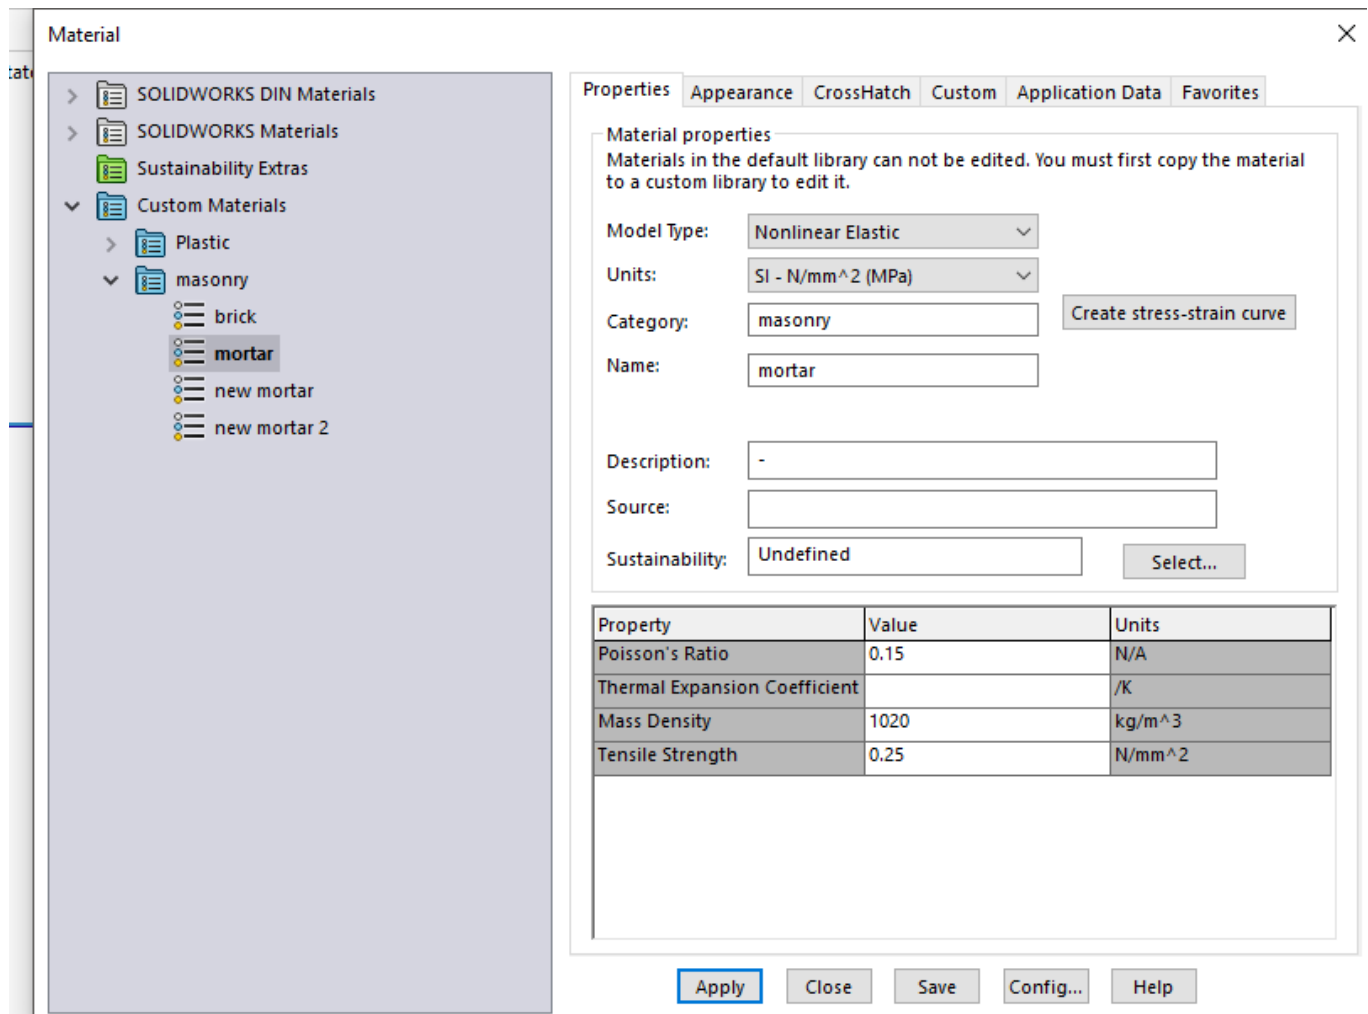 Material
tat
SOLIDWORKS DIN Materials
SOLIDWORKS Materials
Sustainability Extras
Custom Materials
Plastic
masonry
brick
mortar
new mortar
new mortar 2
Properties Appearance CrossHatch Custom Application Data Favorites
Material properties
Materials in the default library can not be edited. You must first copy the material
to a custom library to edit it.
Model Type: Nonlinear Elastic
Units: SI - N/mm^2 (MPa)
Category: masonry Create stress-strain curve
Name: mortar
Description: -
Source:
Sustainability: Undefined Select...
Property Value Units
Poisson's Ratio 0.15 N/A
Thermal Expansion Coefficient /K
Mass Density 1020 kg/m^3
Tensile Strength 0.25 N/mm^2
Apply Close Save Config... Help